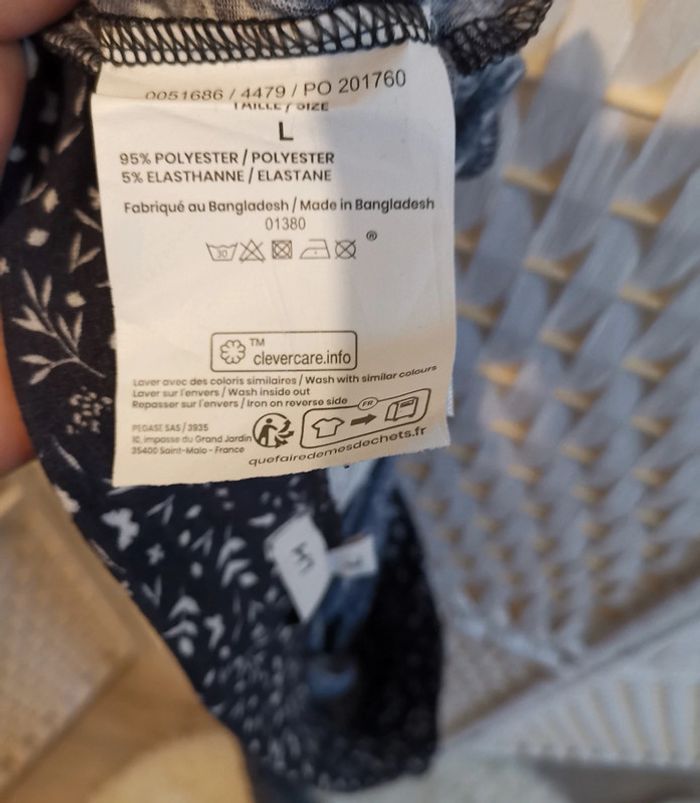 0051686 / 4479 / PO 201760
TAILLE / SIZE
L
95% POLYESTER / POLYESTER
5% ELASTHANNE / ELASTANE
Fabriqué au Bangladesh / Made in Bangladesh
01380
30
®
TM
clevercare.info
Laver avec des coloris similaires / Wash with similar colours
Laver sur l'envers / Wash inside out
Repasser sur l'envers / Iron on reverse side
FR
PEGASE SAS / 3935
10, impasse du Grand Jardin
35400 Saint-Malo - France
quefairedemesdechets.fr